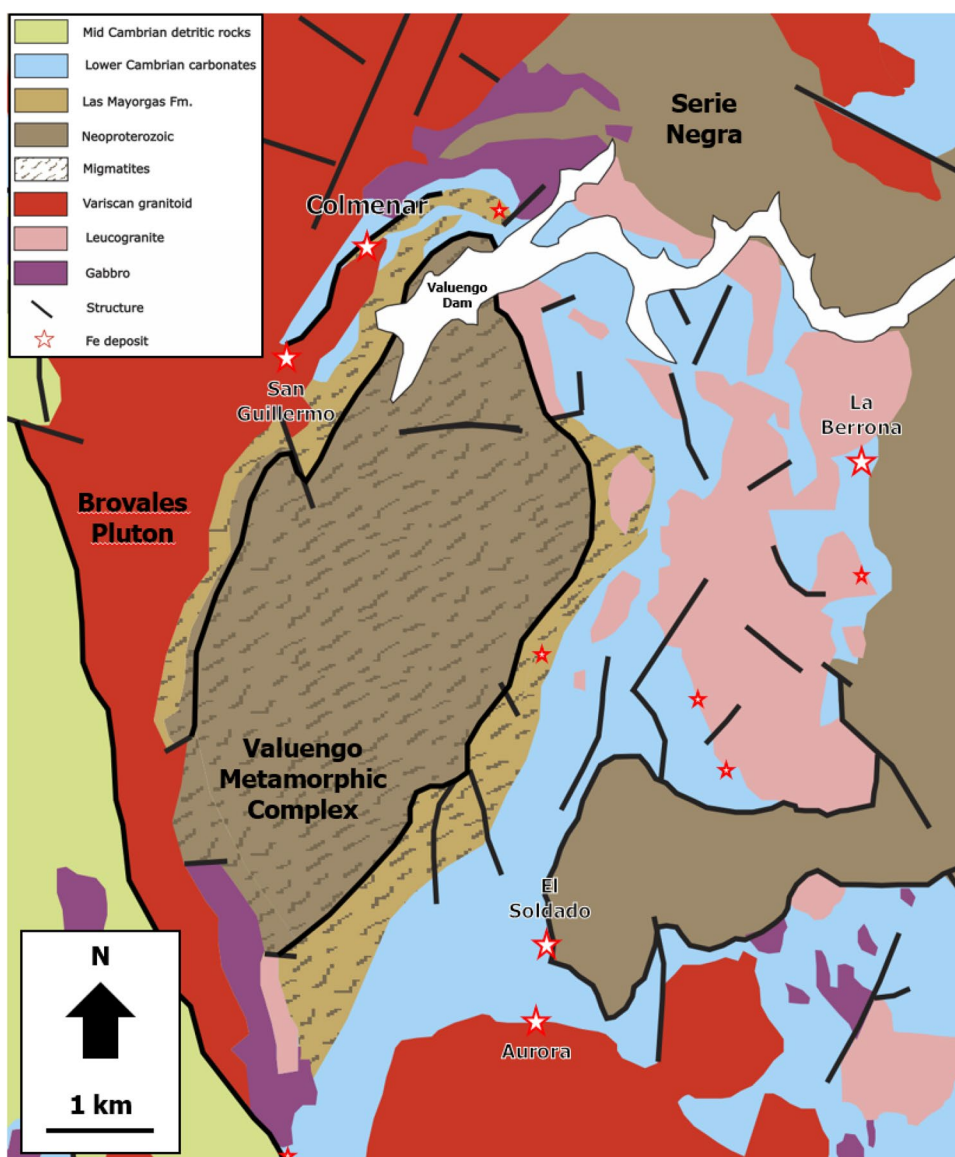 Mid Cambrian detritic rocks
Lower Cambrian carbonates
Las Mayorgas Fm.
Neoproterozoic
Migmatites
Variscan granitoid
Leucogranite
Gabbro
Structure
Fe deposit
Serie
Negra
Colmenar
Valuengo
Dam
San
Guillermo
La
Berrona
Brovales
Pluton
Valuengo
Metamorphic
Complex
El
Soldado
Aurora
N
1 km